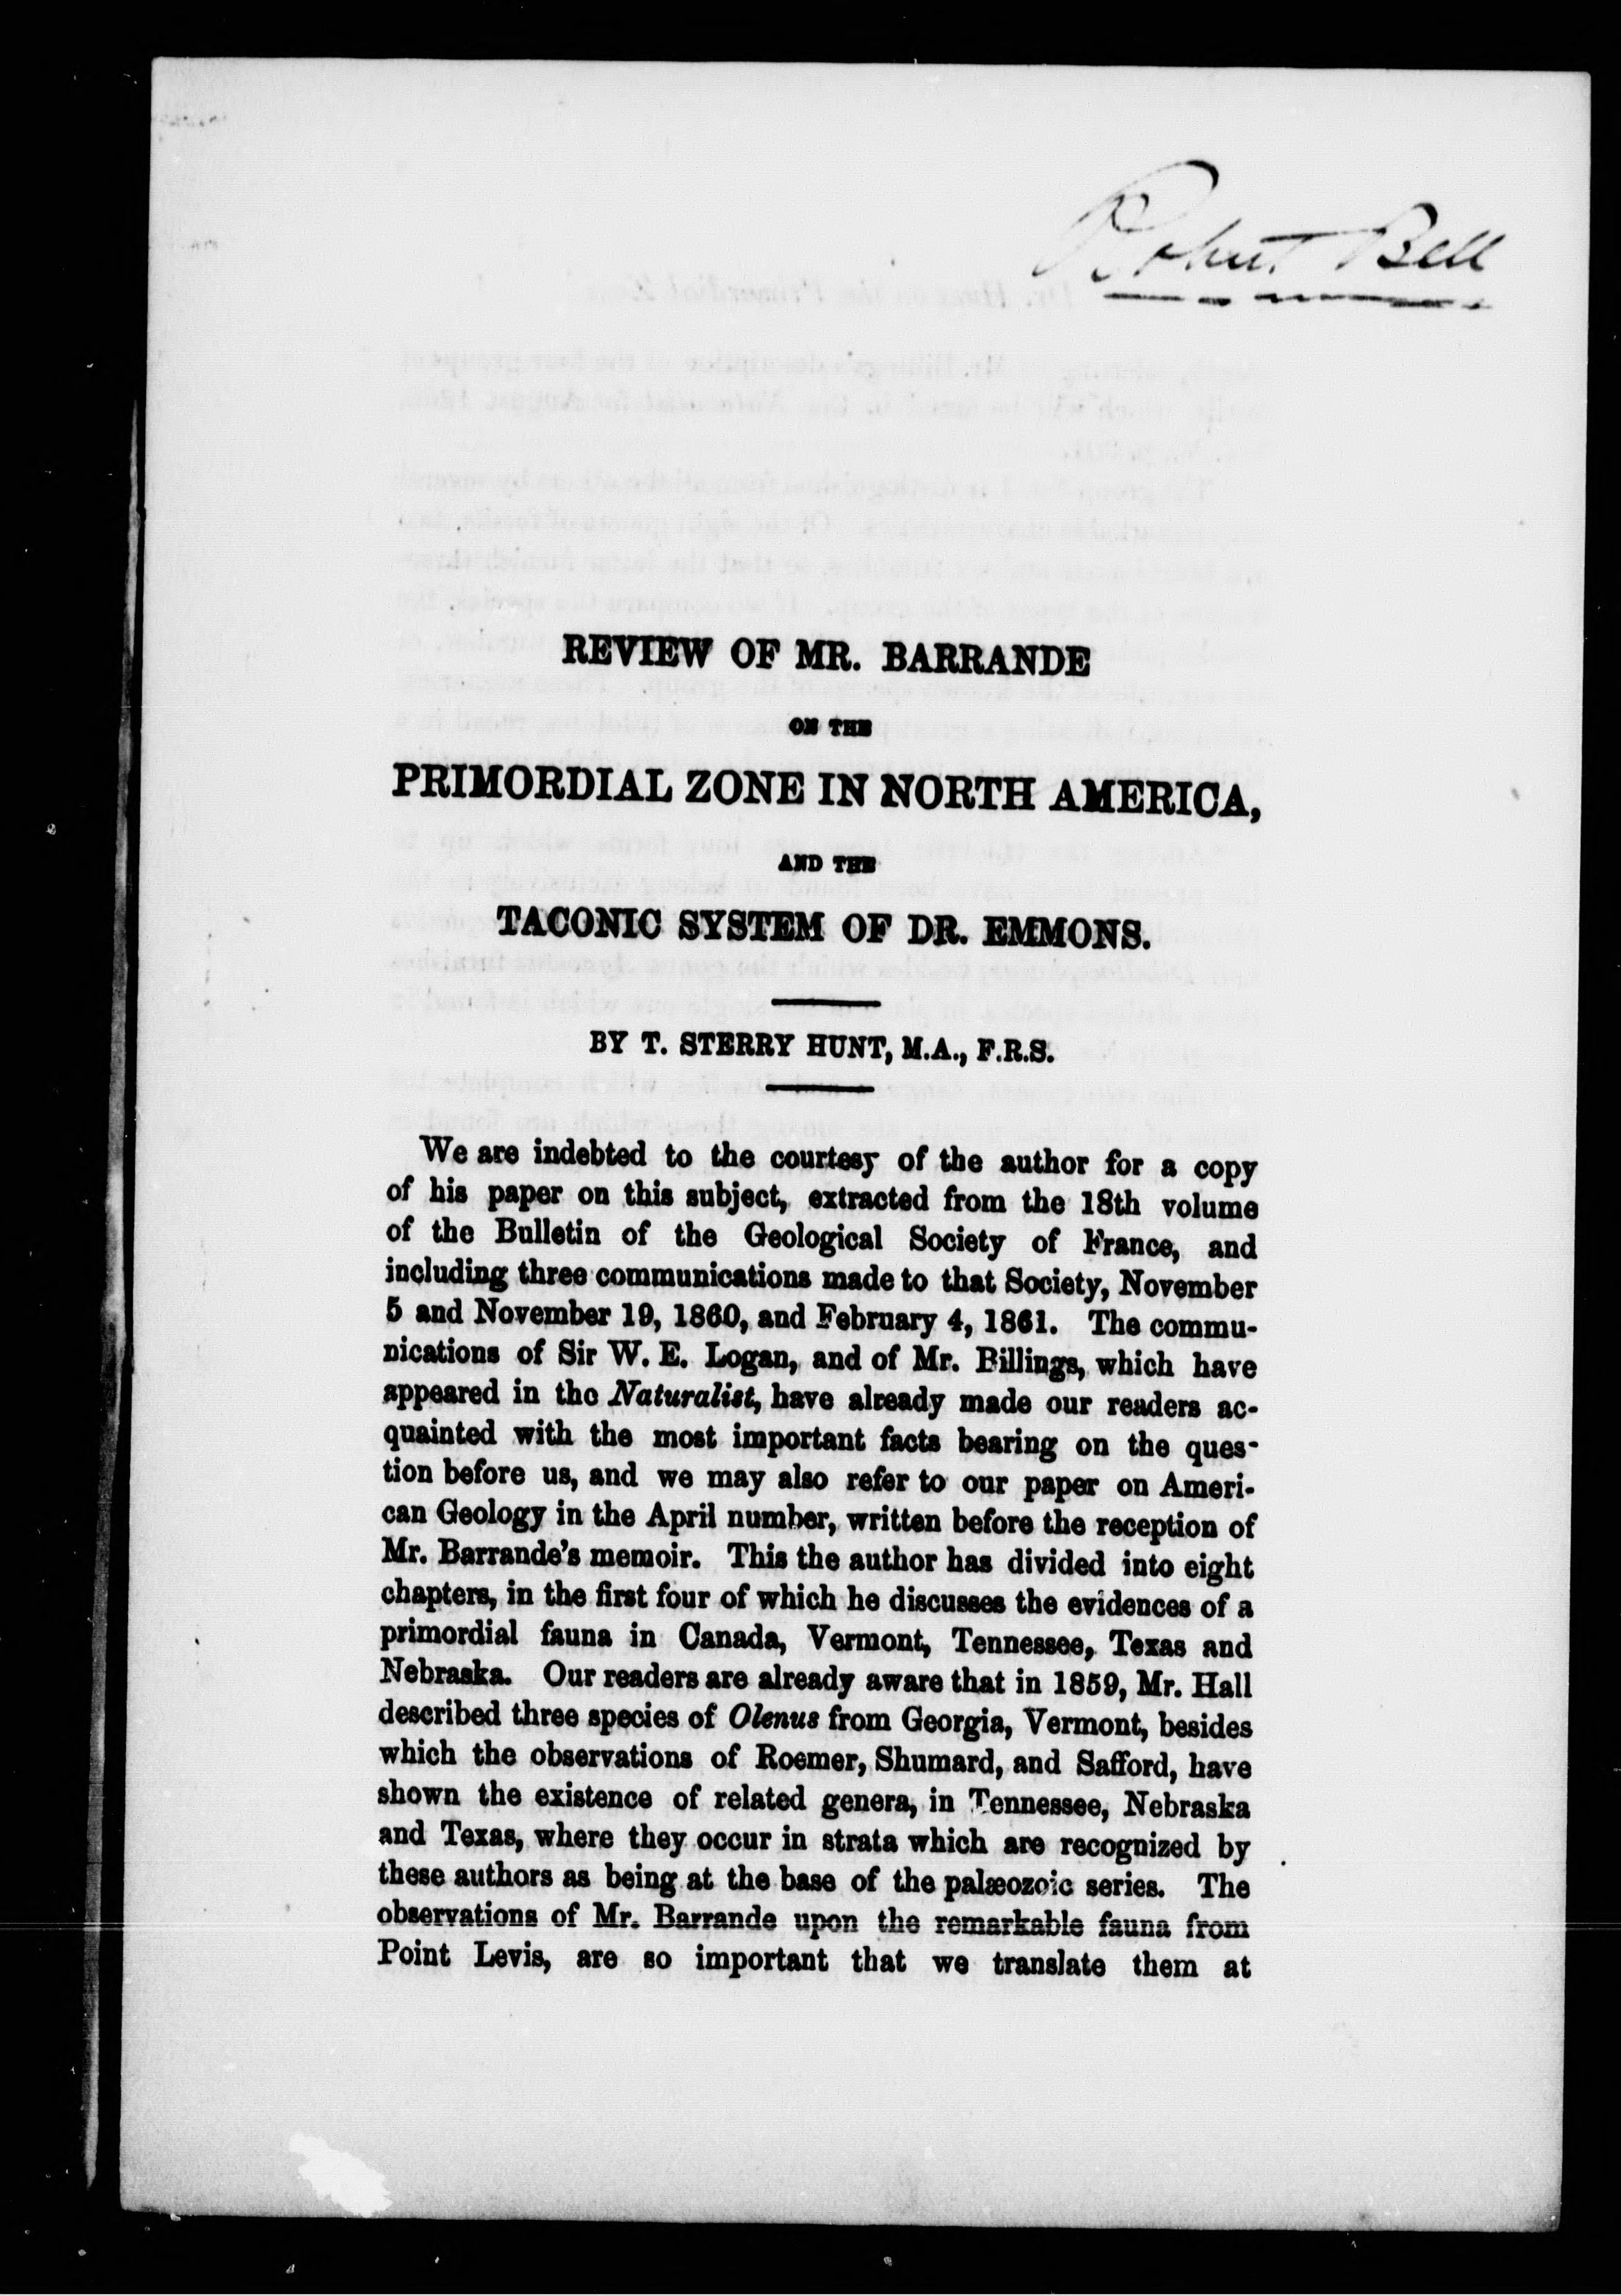 Robert Bell
REVIEW OF MR. BARRANDE
ON THE
PRIMORDIAL ZONE IN NORTH AMERICA,
AND THE
TACONIC SYSTEM OF DR. EMMONS.
BY T. STERRY HUNT, M.A., F.R.S.
We are indebted to the courtesy of the author for a copy
of his paper on this subject, extracted from the 18th volume
of the Bulletin of the Geological Society of France, and
including three communications made to that Society, November
5 and November 19, 1860, and February 4, 1861. The commu-
nications of Sir W. E. Logan, and of Mr. Billings, which have
appeared in the Naturalist, have already made our readers ac-
quainted with the most important facts bearing on the ques-
tion before us, and we may also refer to our paper on Ameri-
can Geology in the April number, written before the reception of
Mr. Barrande's memoir. This the author has divided into eight
chapters, in the first four of which he discusses the evidences of a
primordial fauna in Canada, Vermont, Tennessee, Texas and
Nebraska. Our readers are already aware that in 1859, Mr. Hall
described three species of Olenus from Georgia, Vermont, besides
which the observations of Roemer, Shumard, and Safford, have
shown the existence of related genera, in Tennessee, Nebraska
and Texas, where they occur in strata which are recognized by
these authors as being at the base of the palæozoic series. The
observations of Mr. Barrande upon the remarkable fauna from
Point Levis, are so important that we translate them at